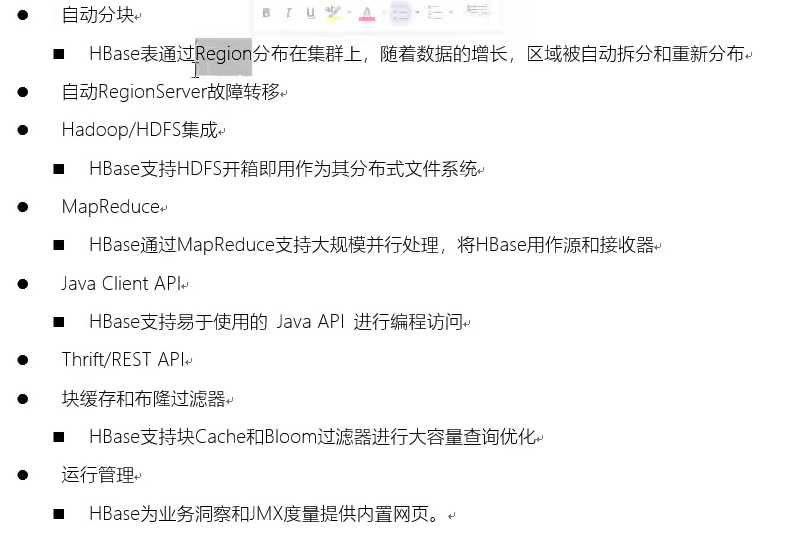 自动分块
HBase表通过Region分布在集群上，随着数据的增长，区域被自动拆分和重新分布
自动RegionServer故障转移
Hadoop/HDFS集成
HBase支持HDFS开箱即用作为其分布式文件系统
MapReduce
HBase通过MapReduce支持大规模并行处理，将HBase用作源和接收器
Java Client API
HBase支持易于使用的 Java API 进行编程访问
Thrift/REST API
块缓存和布隆过滤器
HBase支持块Cache和Bloom过滤器进行大容量查询优化
运行管理
HBase为业务洞察和JMX度量提供内置网页。